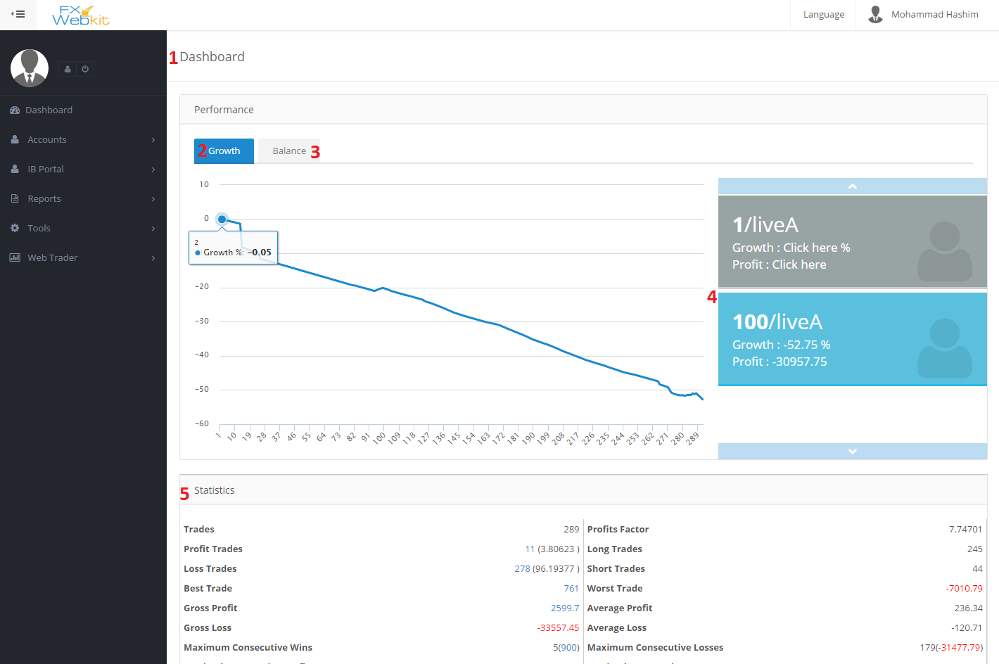 FX
WebKit
Language
Mohammad Hashim
1 Dashboard
Dashboard
Accounts
IB Portal
Reports
Tools
Web Trader
Performance
2 Growth
Balance 3
10
0
-20
-30
-40
-50
-60
2
Growth %: -0.05
1 10 19 28 37 46 55 64 73 82 91 100 109 118 127 136 145 154 163 172 181 190 199 208 217 226 235 244 253 262 271 280 289
1/liveA
Growth : Click here %
Profit : Click here
4
100/liveA
Growth : -52.75 %
Profit : -30957.75
5 Statistics
Trades 289 Profits Factor 7.74701
Profit Trades 11 (3.80623 ) Long Trades 245
Loss Trades 278 (96.19377 ) Short Trades 44
Best Trade 761 Worst Trade -7010.79
Gross Profit 2599.7 Average Profit 236.34
Gross Loss -33557.45 Average Loss -120.71
Maximum Consecutive Wins 5(900) Maximum Consecutive Losses 179(-31477.79)